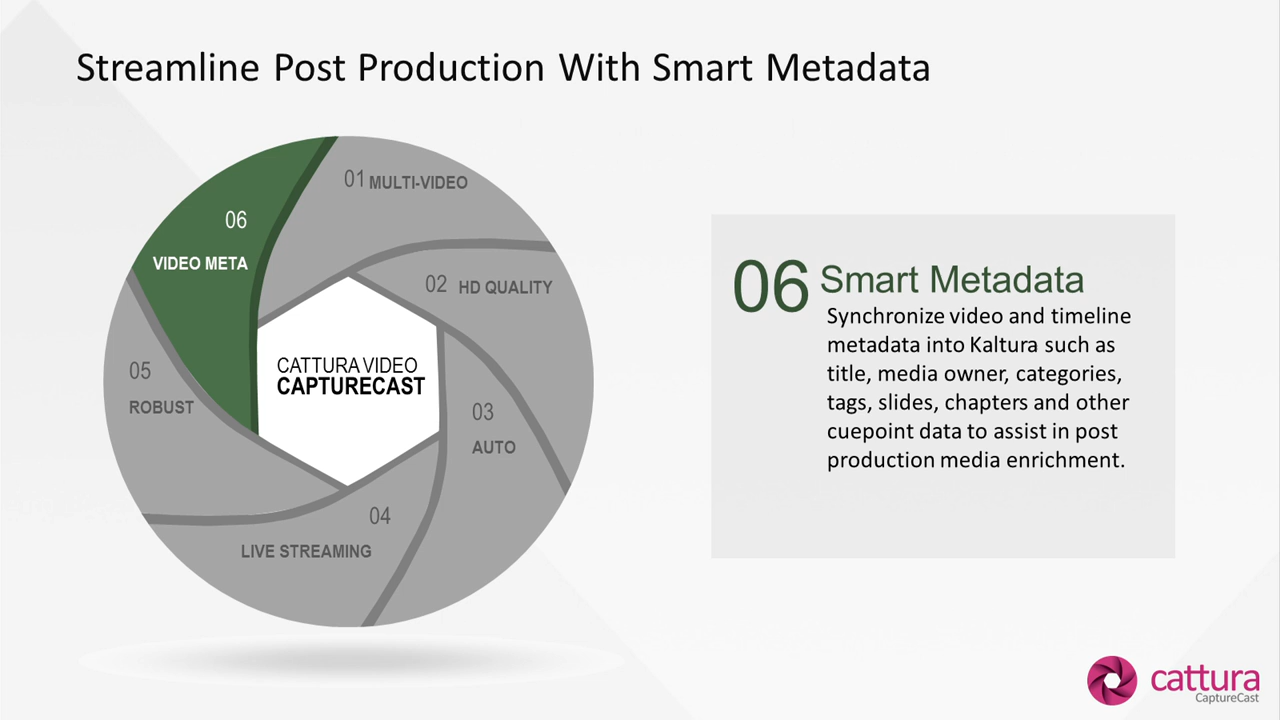 Streamline Post Production With Smart Metadata
01 MULTI-VIDEO
02 HD QUALITY
03
AUTO
04
LIVE STREAMING
05
ROBUST
06
VIDEO META
CATTURA VIDEO
CAPTURECAST
06 Smart Metadata
Synchronize video and timeline
metadata into Kaltura such as
title, media owner, categories,
tags, slides, chapters and other
cuepoint data to assist in post
production media enrichment.
cattura
CaptureCast